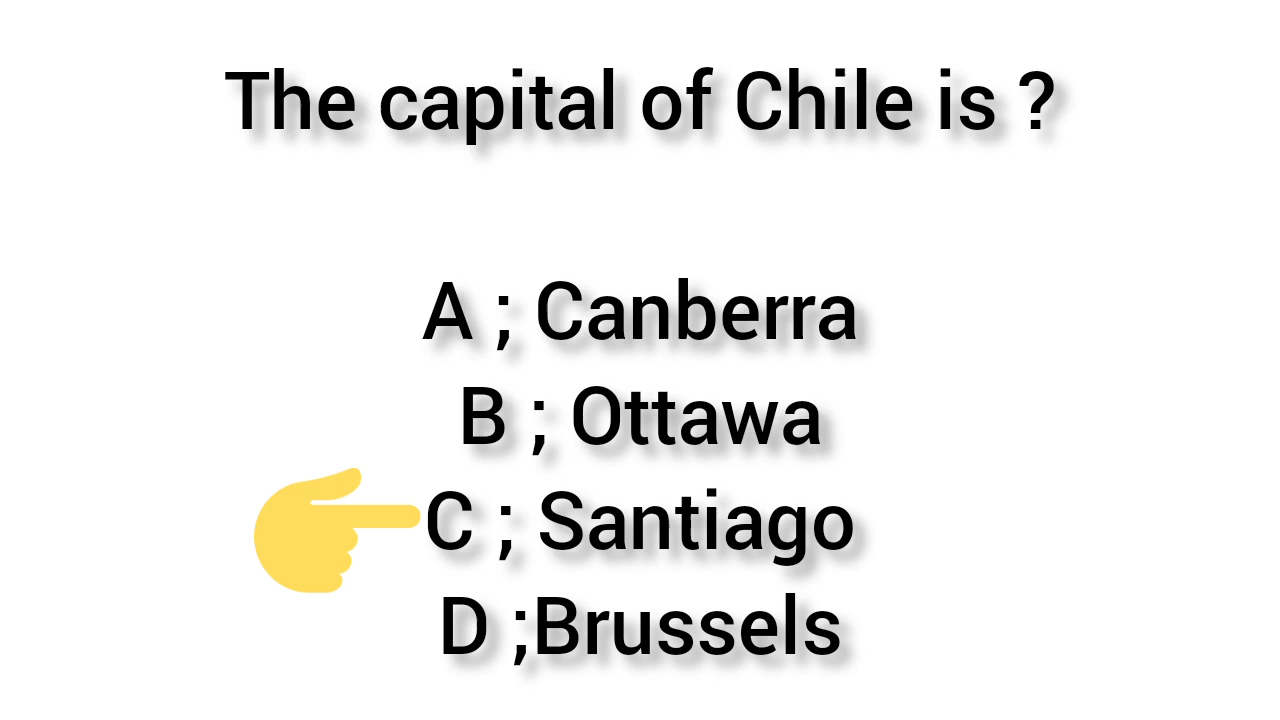 The capital of Chile is ?
A ; Canberra
B ; Ottawa
C ; Santiago
D ;Brussels